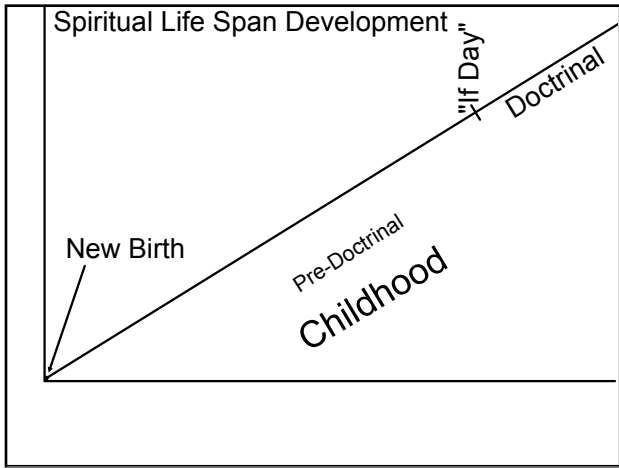 Spiritual Life Span Development
"If Day"
Doctrinal
New Birth
Pre-Doctrinal
Childhood